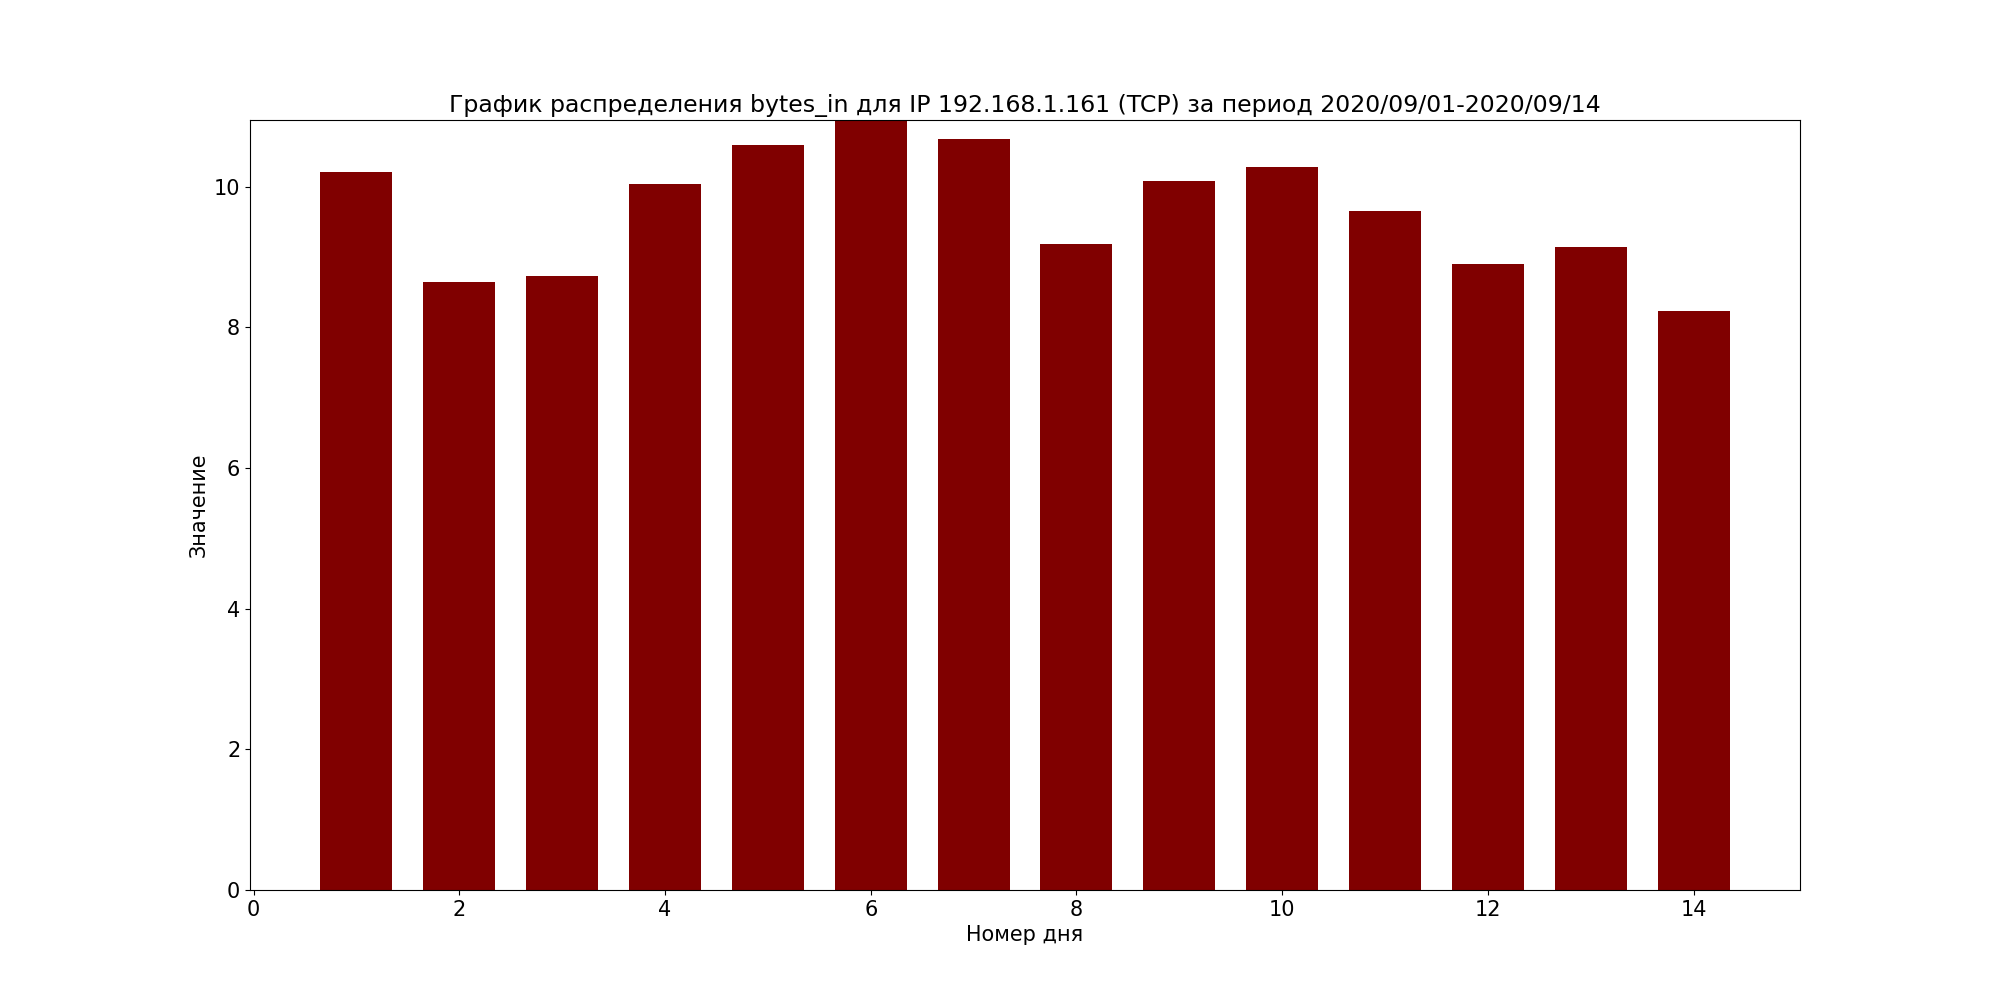 График распределения bytes_in для IP 192.168.1.161 (TCP) за период 2020/09/01-2020/09/14
10
8
6
4
2
0
Значение
0 2 4 6 8 10 12 14
Номер дня